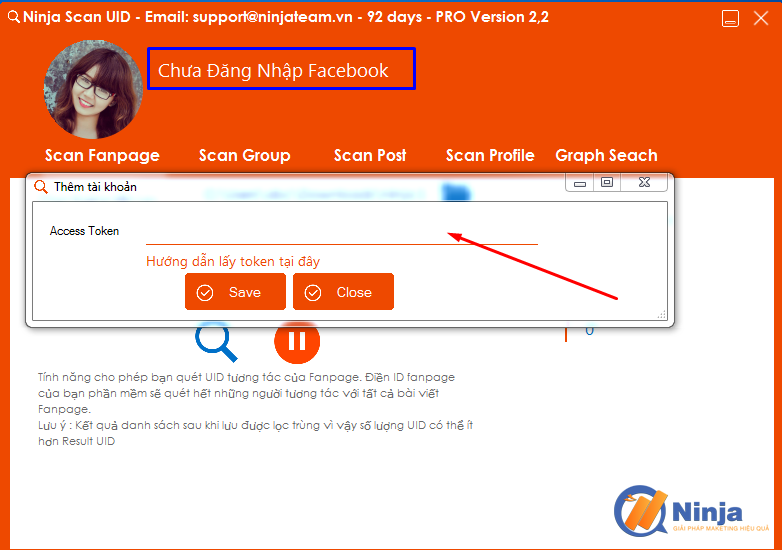 Ninja Scan UID - Email: support@ninjateam.vn - 92 days - PRO Version 2,2
Chưa Đăng Nhập Facebook
Scan Fanpage Scan Group Scan Post Scan Profile Graph Seach
Thêm tài khoản
Access Token
Hướng dẫn lấy token tại đây
Save Close
0
Tính năng cho phép bạn quét UID tương tác của Fanpage. Điền ID fanpage
của bạn phần mềm sẽ quét hết những người tương tác với tất cả bài viết
Fanpage.
Lưu ý : Kết quả danh sách sau khi lưu được lọc trùng vì vậy số lượng UID có thể ít
hơn Result UID
Ninja
GIẢI PHÁP MAKETING HIỆU QUẢ